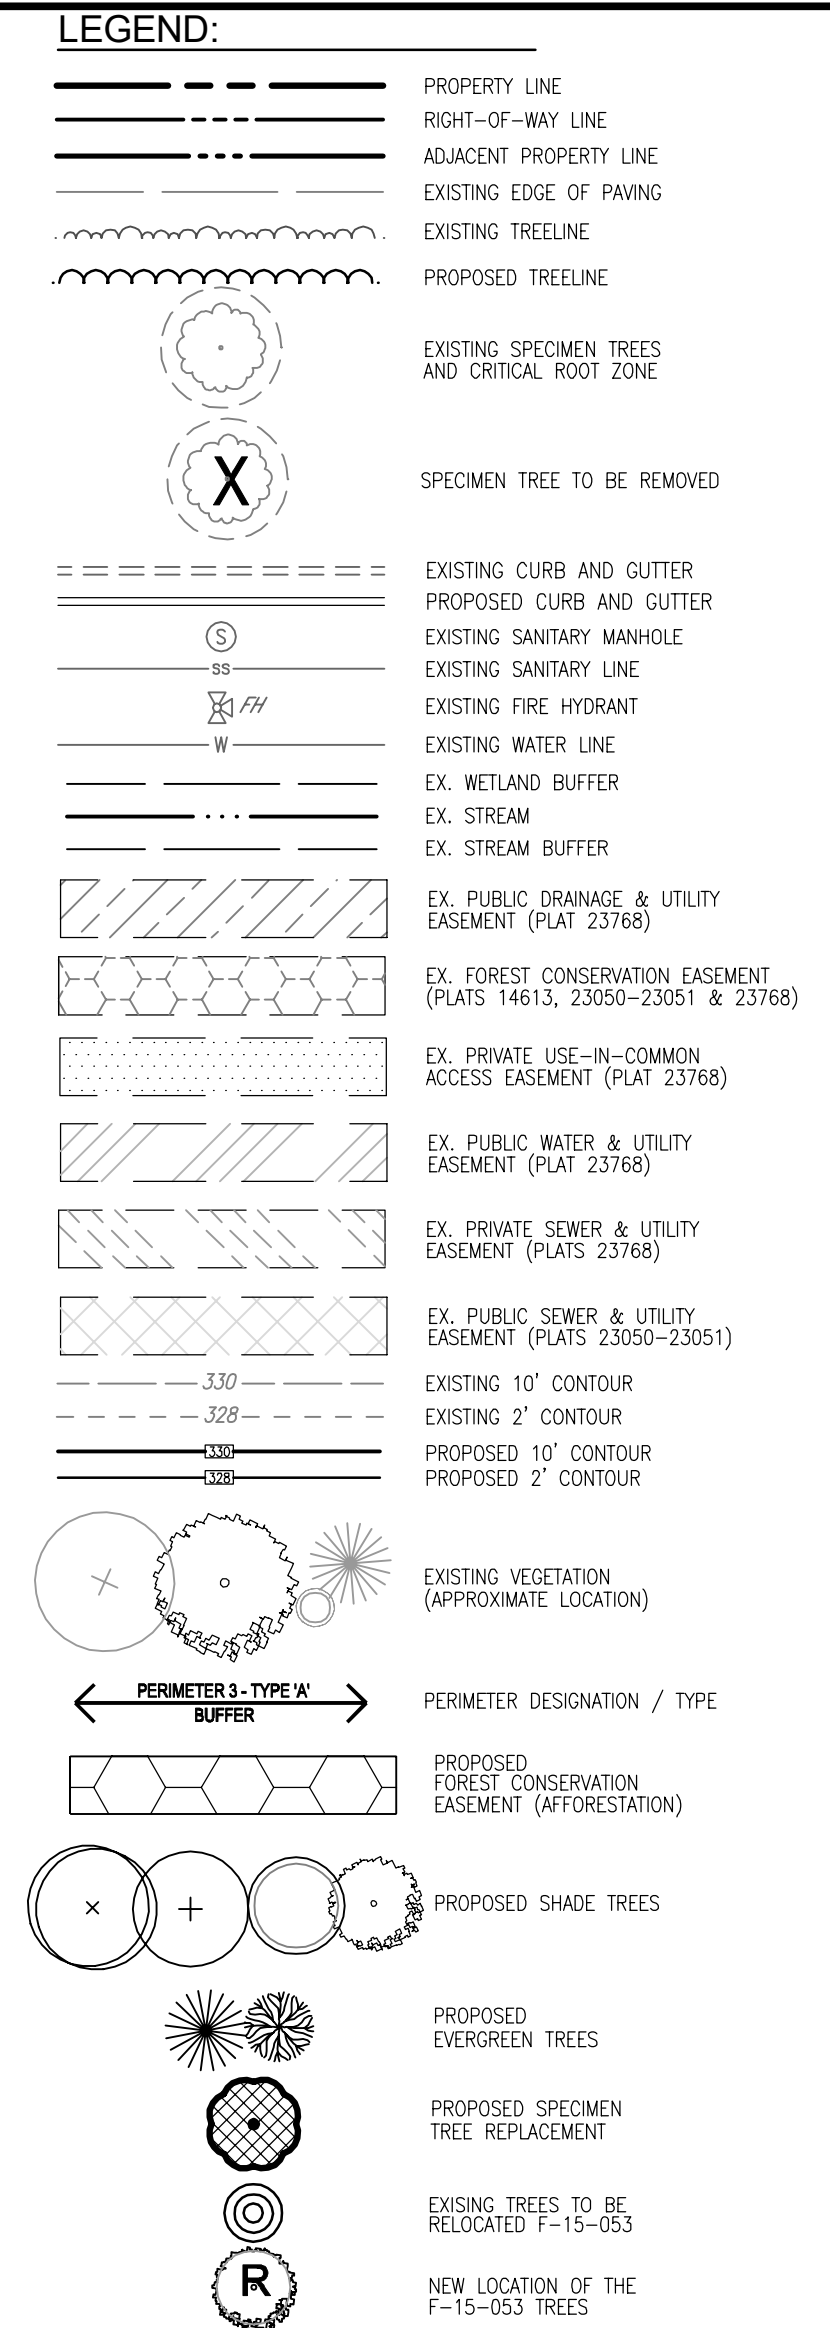 LEGEND:
PROPERTY LINE
RIGHT-OF-WAY LINE
ADJACENT PROPERTY LINE
EXISTING EDGE OF PAVING
EXISTING TREELINE
PROPOSED TREELINE
EXISTING SPECIMEN TREES
AND CRITICAL ROOT ZONE
X SPECIMEN TREE TO BE REMOVED
EXISTING CURB AND GUTTER
PROPOSED CURB AND GUTTER
S EXISTING SANITARY MANHOLE
SS EXISTING SANITARY LINE
FH EXISTING FIRE HYDRANT
W EXISTING WATER LINE
EX. WETLAND BUFFER
EX. STREAM
EX. STREAM BUFFER
EX. PUBLIC DRAINAGE & UTILITY
EASEMENT (PLAT 23768)
EX. FOREST CONSERVATION EASEMENT
(PLATS 14613, 23050-23051 & 23768)
EX. PRIVATE USE-IN-COMMON
ACCESS EASEMENT (PLAT 23768)
EX. PUBLIC WATER & UTILITY
EASEMENT (PLAT 23768)
EX. PRIVATE SEWER & UTILITY
EASEMENT (PLATS 23768)
EX. PUBLIC SEWER & UTILITY
EASEMENT (PLATS 23050-23051)
330 EXISTING 10' CONTOUR
328 EXISTING 2' CONTOUR
330 PROPOSED 10' CONTOUR
328 PROPOSED 2' CONTOUR
EXISTING VEGETATION
(APPROXIMATE LOCATION)
PERIMETER 3 - TYPE 'A'
BUFFER
PERIMETER DESIGNATION / TYPE
PROPOSED
FOREST CONSERVATION
EASEMENT (AFFORESTATION)
PROPOSED SHADE TREES
PROPOSED
EVERGREEN TREES
PROPOSED SPECIMEN
TREE REPLACEMENT
EXISING TREES TO BE
RELOCATED F-15-053
R
NEW LOCATION OF THE
F-15-053 TREES